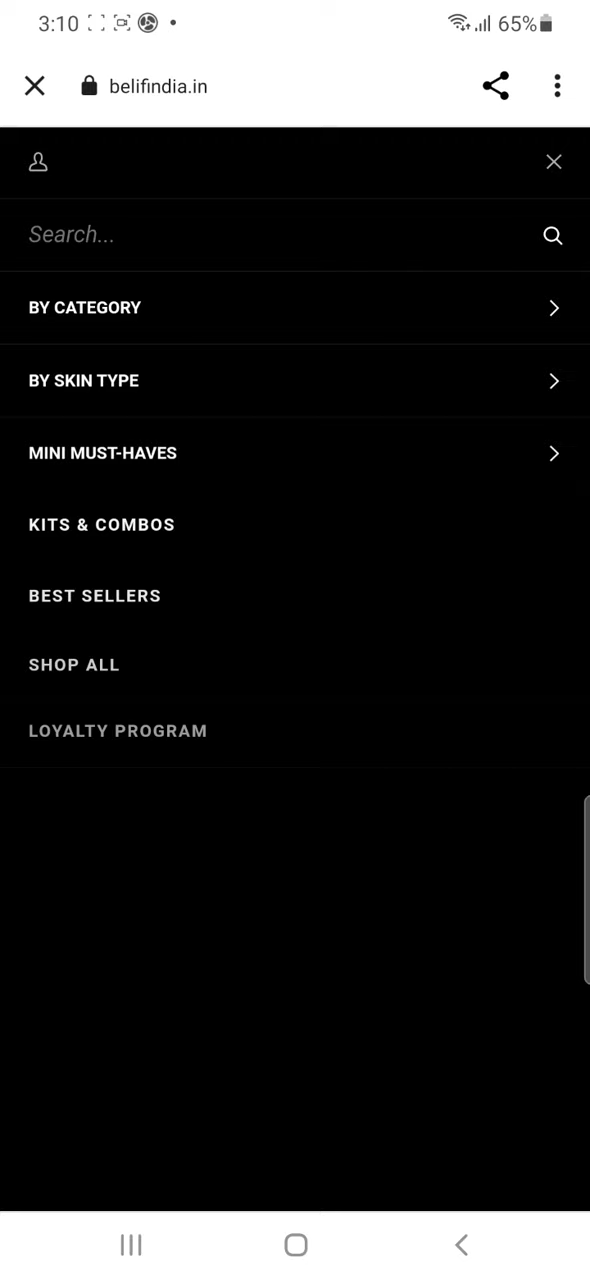 3:10 65%
belifindia.in
Search...
BY CATEGORY
BY SKIN TYPE
MINI MUST-HAVES
KITS & COMBOS
BEST SELLERS
SHOP ALL
LOYALTY PROGRAM